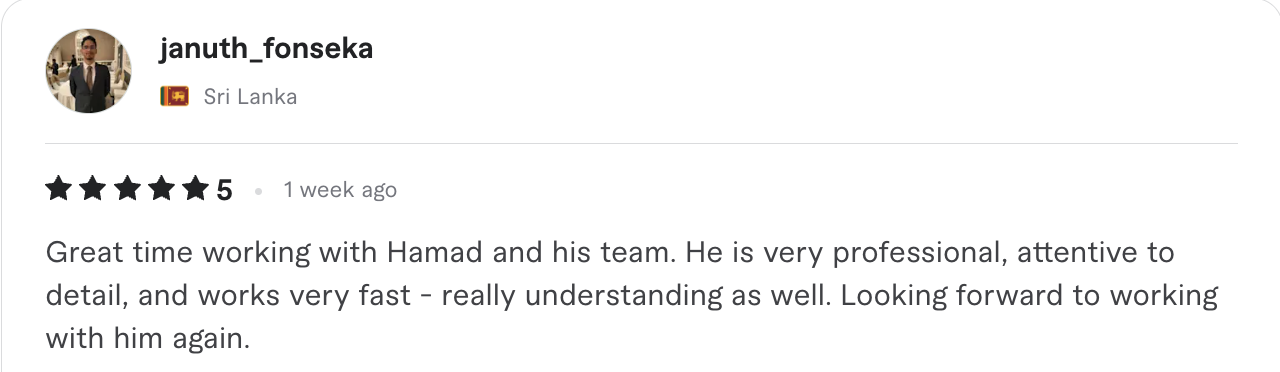 januth_fonseka
Sri Lanka
5 • 1 week ago
Great time working with Hamad and his team. He is very professional, attentive to
detail, and works very fast - really understanding as well. Looking forward to working
with him again.